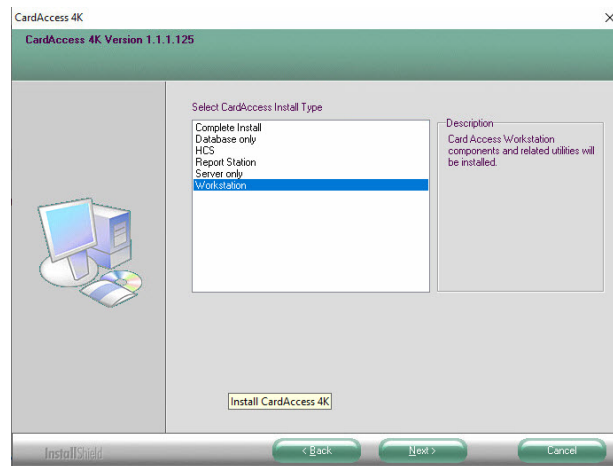 CardAccess 4K
CardAccess 4K Version 1.1.1.125
Select CardAccess Install Type
Complete Install
Database only
HCS
Report Station
Server only
Workstation
Description
Card Access Workstation
components and related utilities will
be installed.
Install CardAccess 4K
InstallShield
< Back
Next >
Cancel